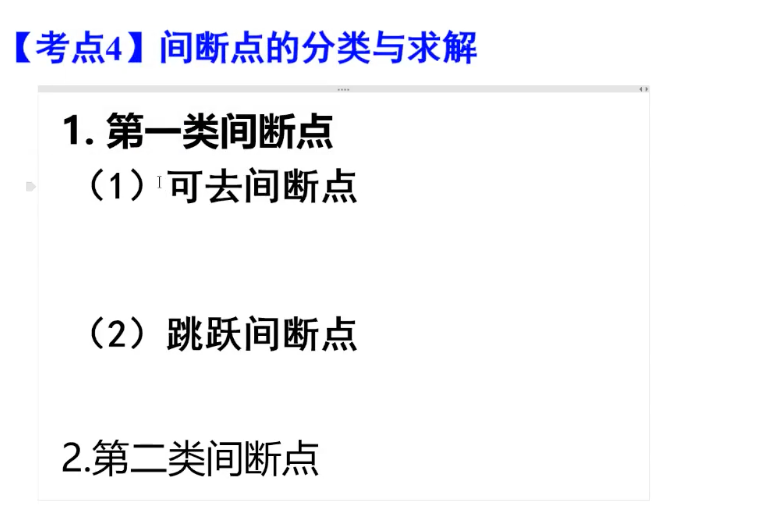 【考点4】间断点的分类与求解
1. 第一类间断点
（1）可去间断点
（2）跳跃间断点
2.第二类间断点